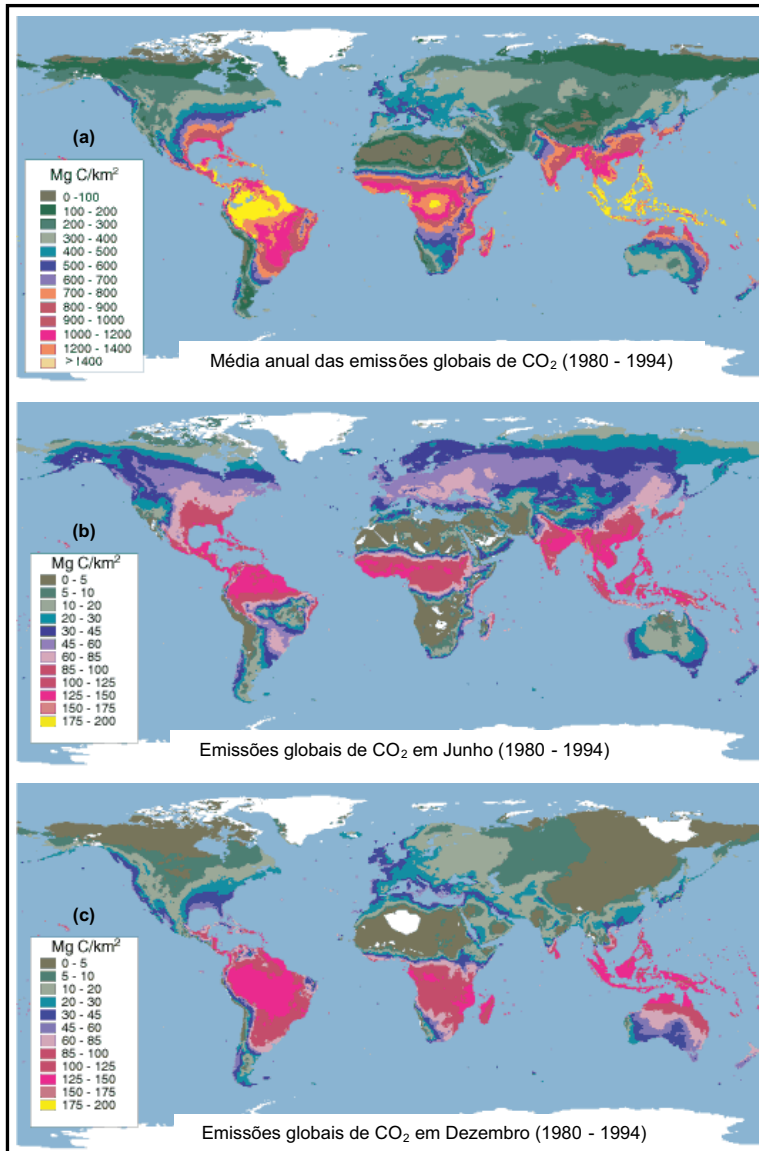 (a)
Mg C/km²
0 -100
100 - 200
200 - 300
300 - 400
400 - 500
500 - 600
600 - 700
700 - 800
800 - 900
900 - 1000
1000 - 1200
1200 - 1400
>1400
Média anual das emissões globais de CO₂ (1980 - 1994)
(b)
Mg C/km²
0 - 5
5 - 10
10 - 20
20 - 30
30 - 45
45 - 60
60 - 85
85 - 100
100 - 125
125 - 150
150 - 175
175 - 200
Emissões globais de CO₂ em Junho (1980 - 1994)
(c)
Mg C/km²
0 - 5
5 - 10
10 - 20
20 - 30
30 - 45
45 - 60
60 - 85
85 - 100
100 - 125
125 - 150
150 - 175
175 - 200
Emissões globais de CO₂ em Dezembro (1980 - 1994)